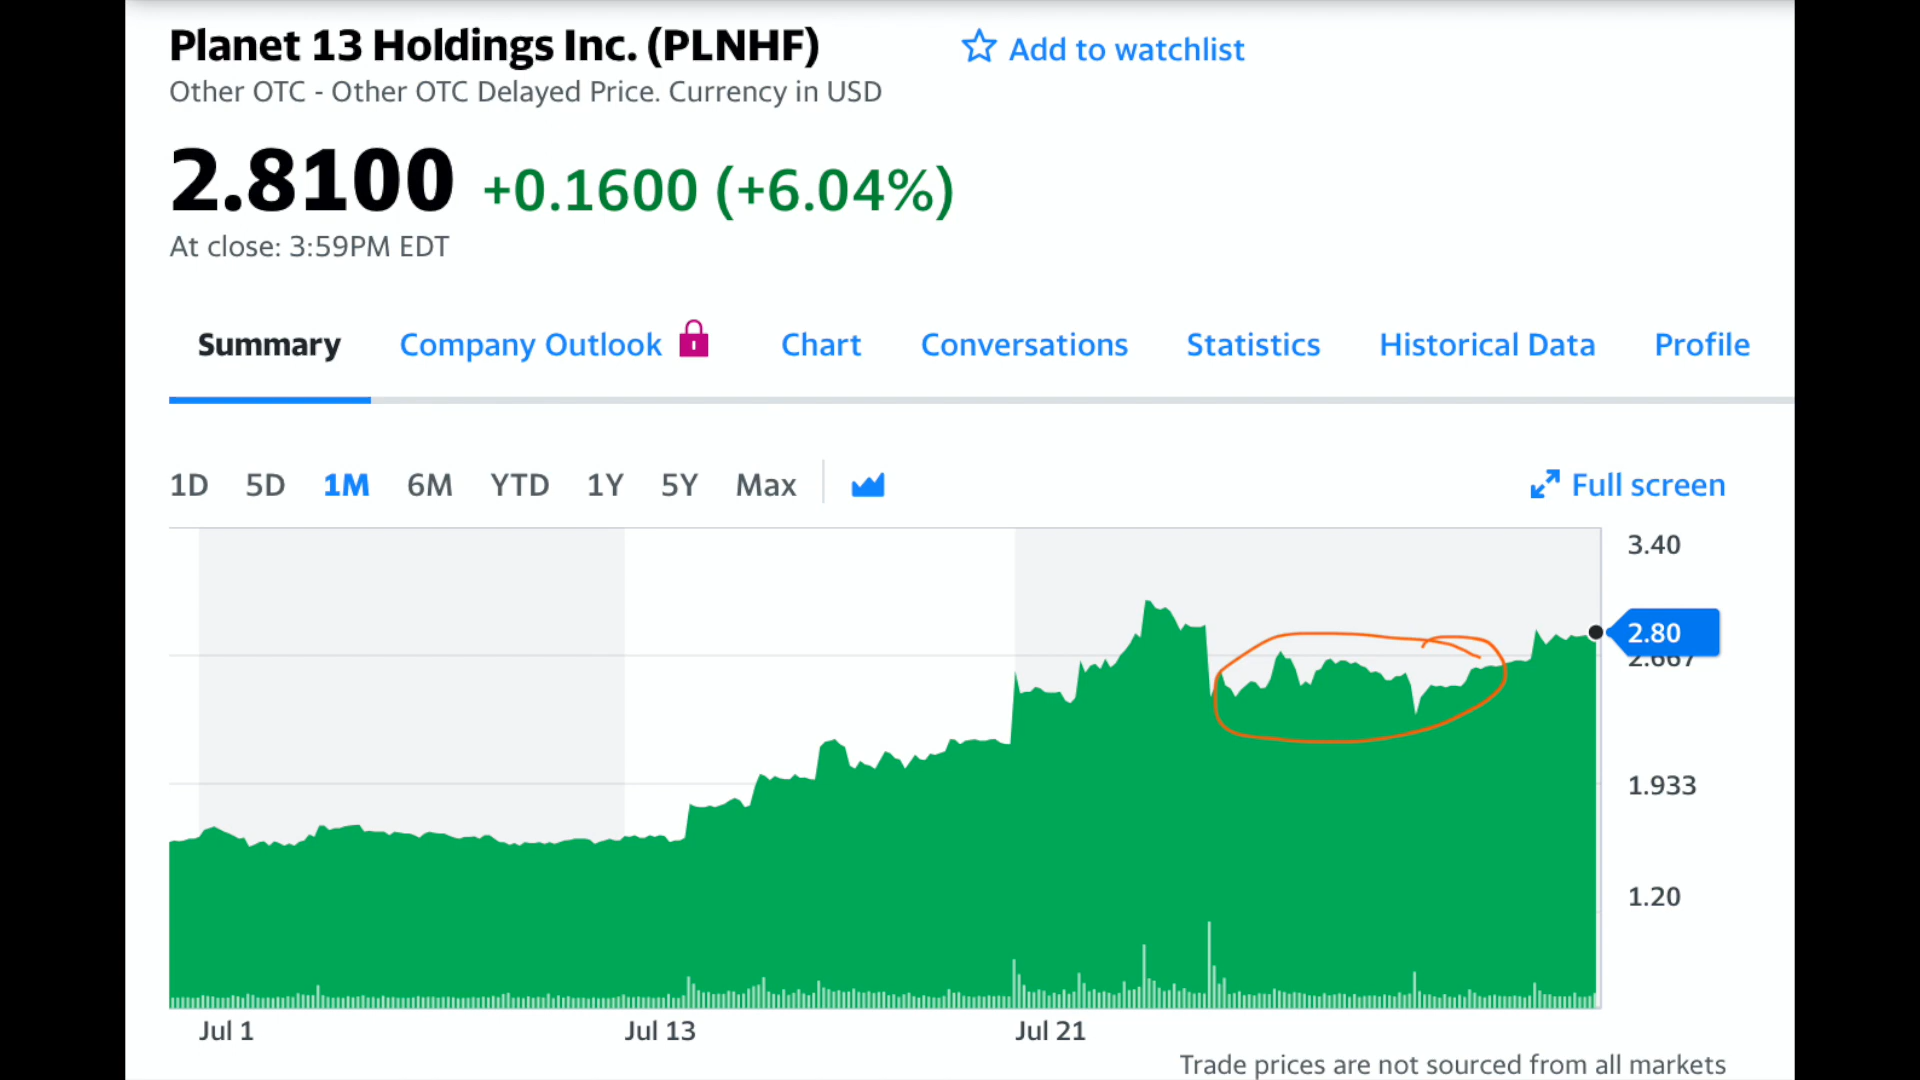 Planet 13 Holdings Inc. (PLNHF)
Add to watchlist
Other OTC - Other OTC Delayed Price. Currency in USD
2.8100 +0.1600 (+6.04%)
At close: 3:59PM EDT
Summary Company Outlook Chart Conversations Statistics Historical Data Profile
1D 5D 1M 6M YTD 1Y 5Y Max Full screen
3.40
2.80
2.667
1.933
1.20
Jul 1 Jul 13 Jul 21
Trade prices are not sourced from all markets